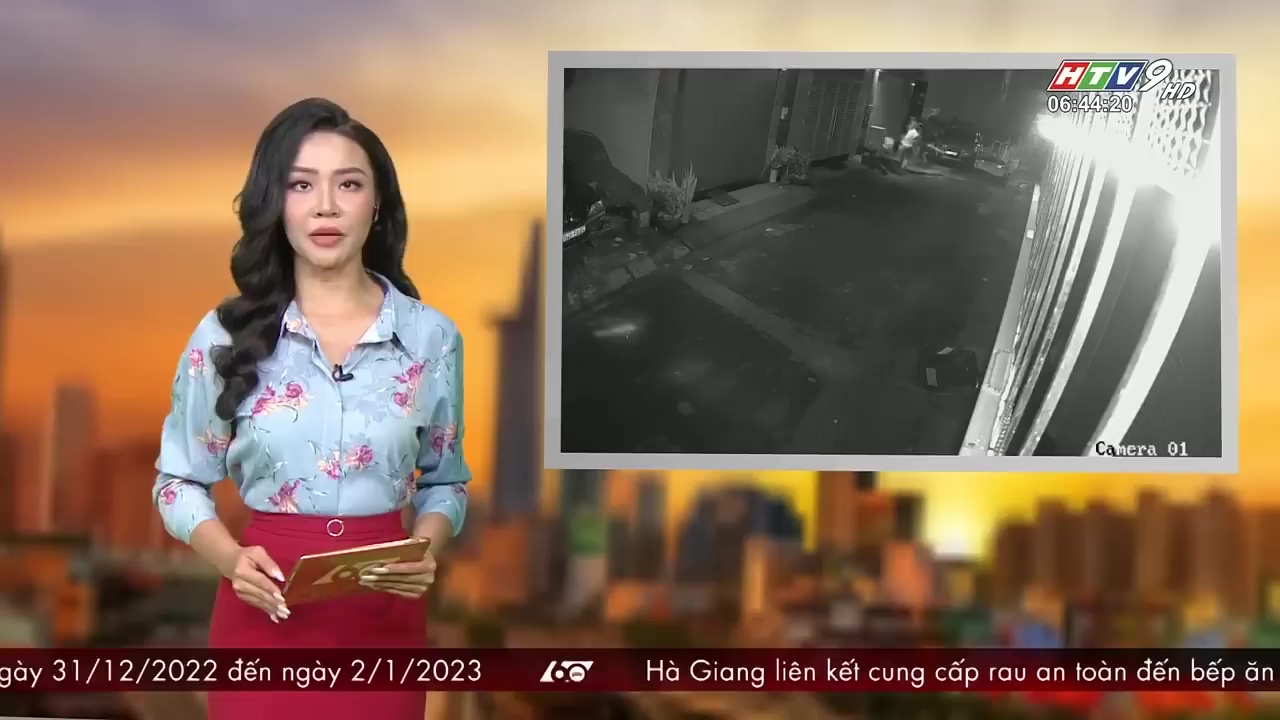 HTV9 HD
06:44:20
Camera 01
gày 31/12/2022 đến ngày 2/1/2023 60 Hà Giang liên kết cung cấp rau an toàn đến bếp ăn